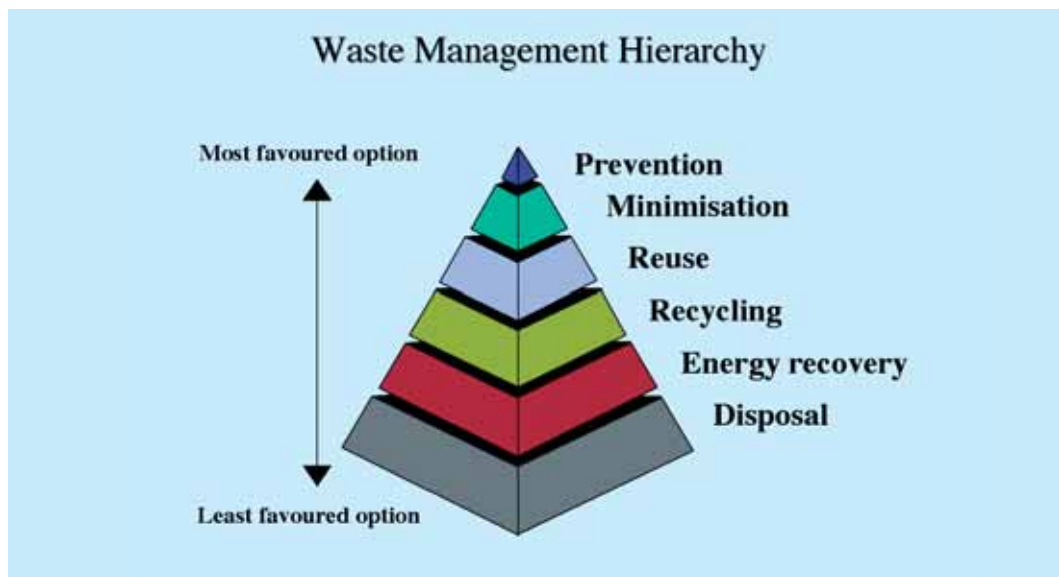 Waste Management Hierarchy
Most favoured option
Prevention
Minimisation
Reuse
Recycling
Energy recovery
Disposal
Least favoured option